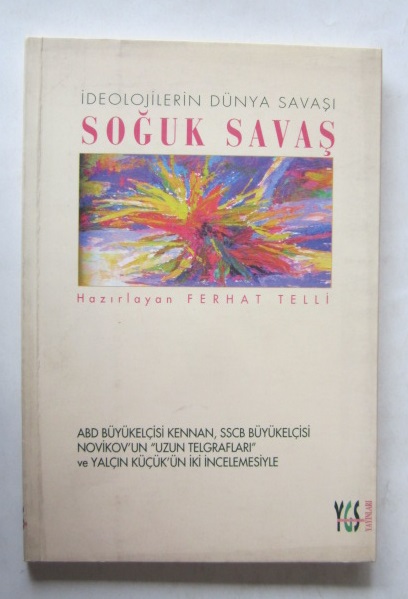 İDEOLOJİLERİN DÜNYA SAVAŞI
SOĞUK SAVAŞ
Hazırlayan FERHAT TELLİ
ABD BÜYÜKELÇİSİ KENNAN, SSCB BÜYÜKELÇİSİ
NOVİKOV'UN "UZUN TELGRAFLARI"
ve YALÇIN KÜÇÜK'ÜN İKİ İNCELEMESİYLE
YGS
YAYINLARI